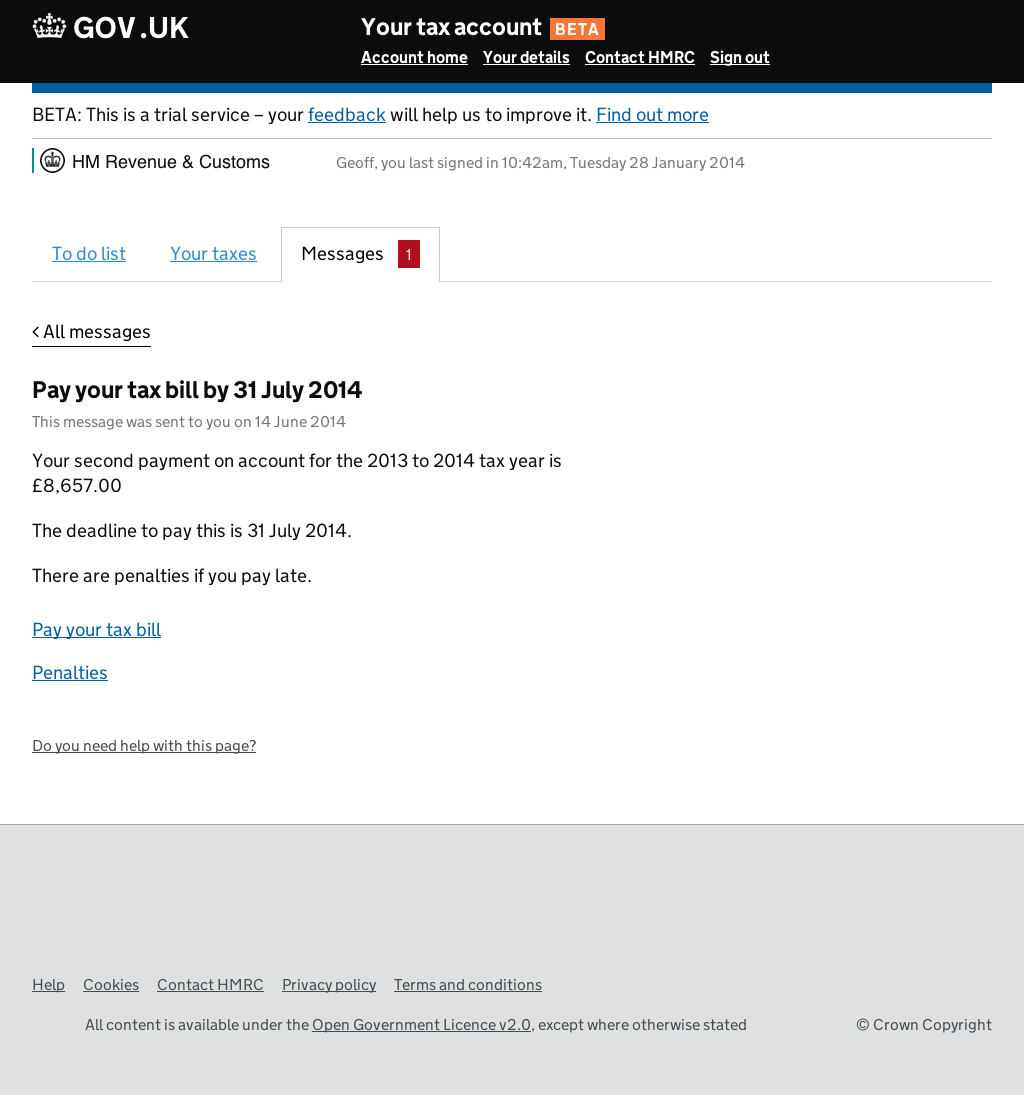 GOV.UK
Your tax account BETA
Account home Your details Contact HMRC Sign out
BETA: This is a trial service – your feedback will help us to improve it. Find out more
HM Revenue & Customs Geoff, you last signed in 10:42am, Tuesday 28 January 2014
To do list Your taxes Messages 1
< All messages
Pay your tax bill by 31 July 2014
This message was sent to you on 14 June 2014
Your second payment on account for the 2013 to 2014 tax year is
£8,657.00
The deadline to pay this is 31 July 2014.
There are penalties if you pay late.
Pay your tax bill
Penalties
Do you need help with this page?
Help Cookies Contact HMRC Privacy policy Terms and conditions
All content is available under the Open Government Licence v2.0, except where otherwise stated © Crown Copyright